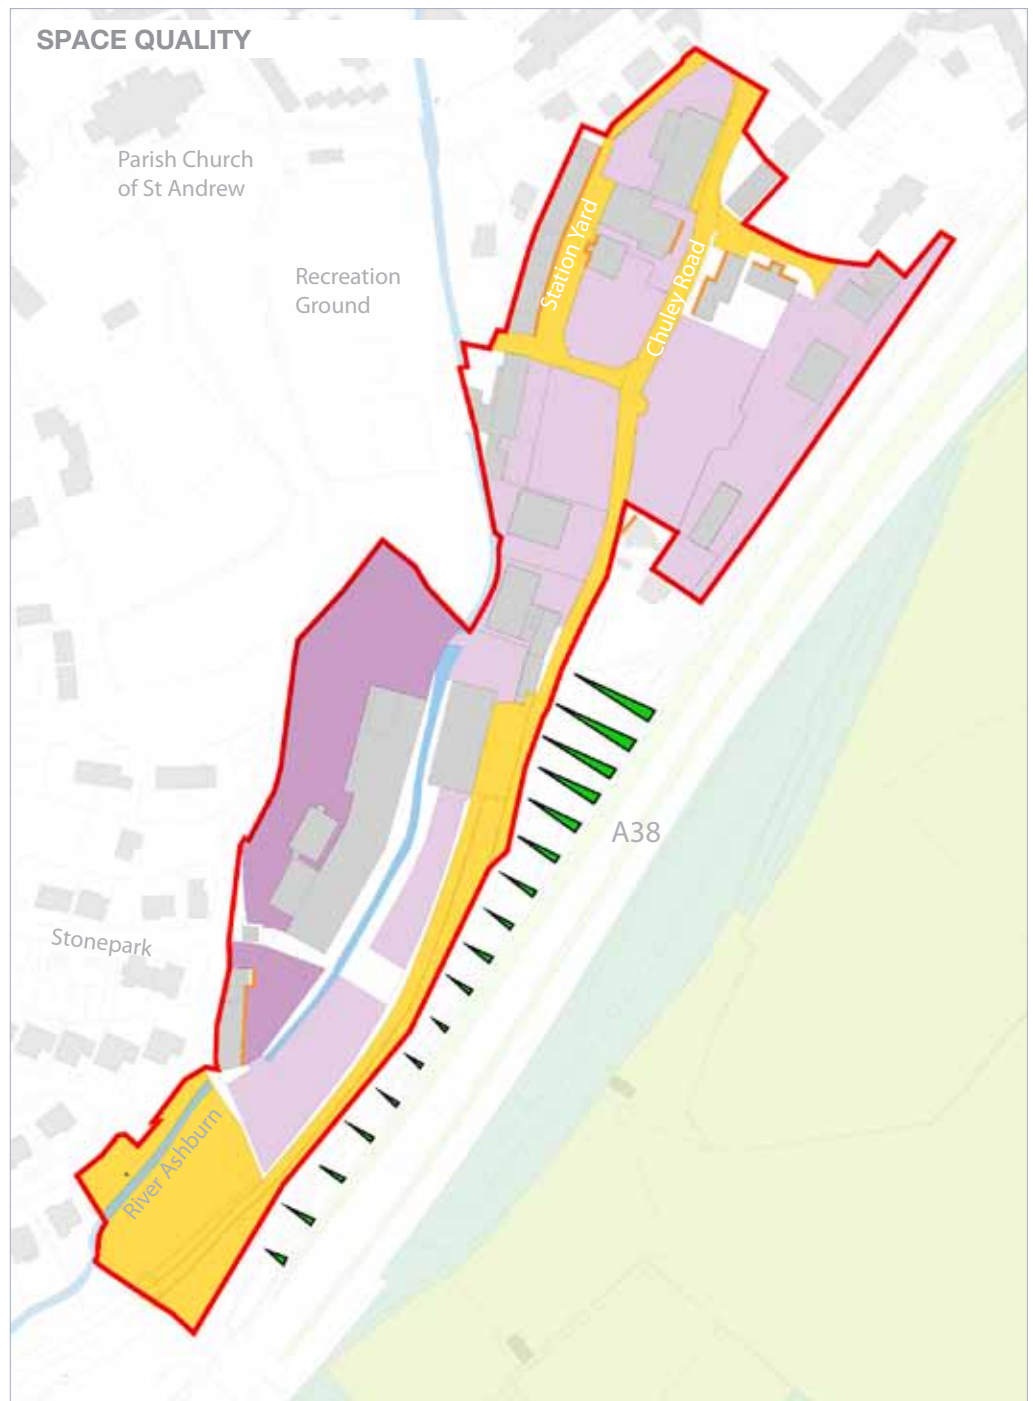 SPACE QUALITY
Parish Church
of St Andrew
Recreation
Ground
Station Yard
Chuley Road
A38
Stonepark
River Ashburn